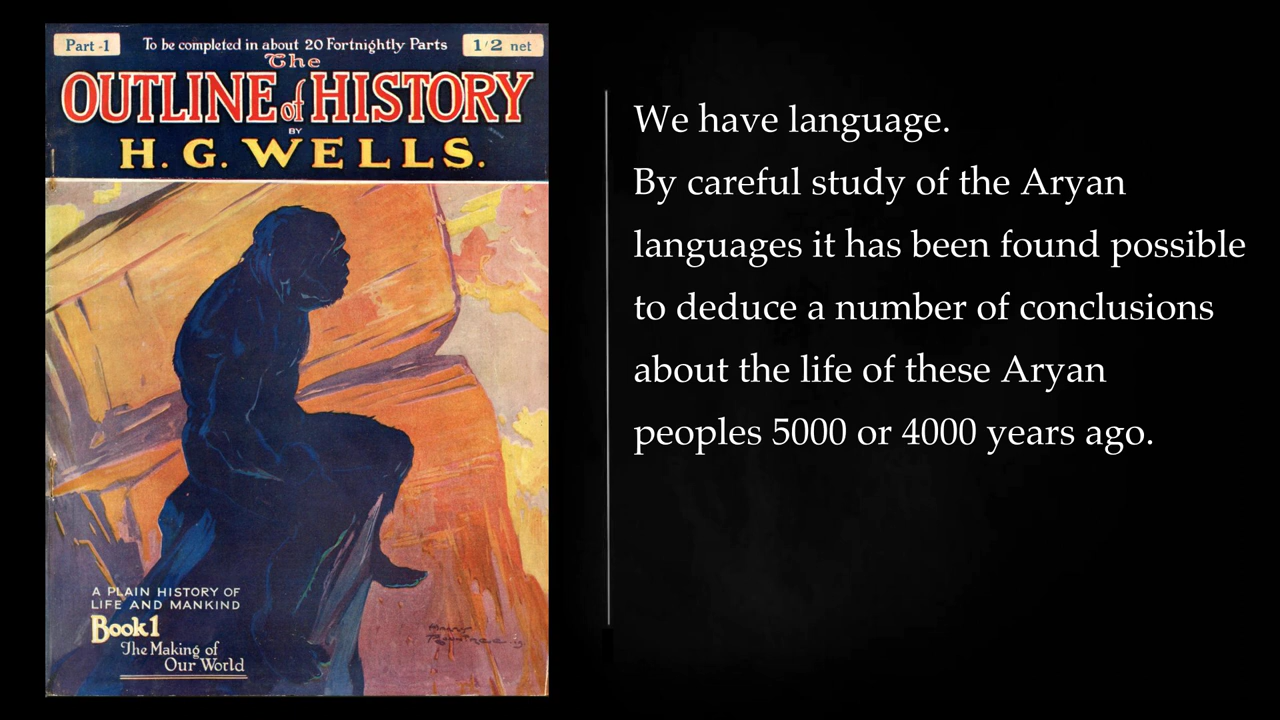 Part -1
To be completed in about 20 Fortnightly Parts
1/2 net
The
OUTLINE of HISTORY
BY
H. G. WELLS.
A PLAIN HISTORY OF
LIFE AND MANKIND
Book 1
The Making of
Our World
We have language.
By careful study of the Aryan
languages it has been found possible
to deduce a number of conclusions
about the life of these Aryan
peoples 5000 or 4000 years ago.